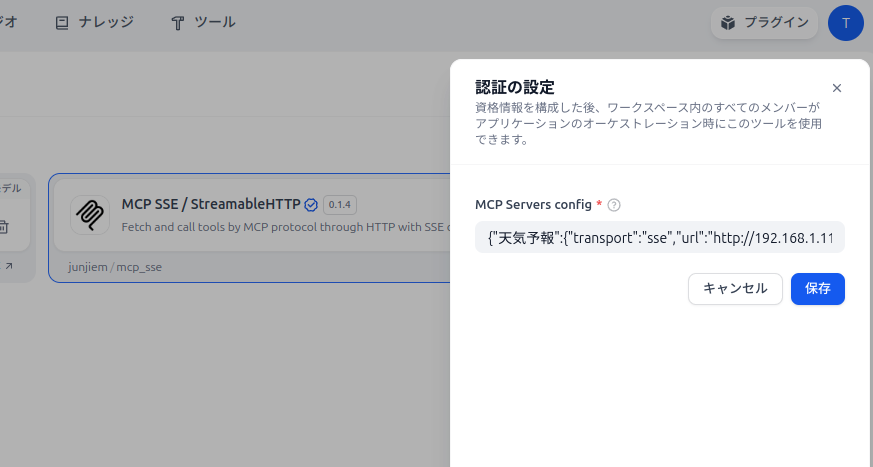 ジオ
ナレッジ
ツール
プラグイン
T
認証の設定
資格情報を構成した後、ワークスペース内のすべてのメンバーが
アプリケーションのオーケストレーション時にこのツールを使用
できます。
デル
MCP SSE / StreamableHTTP 0.1.4
Fetch and call tools by MCP protocol through HTTP with SSE
junjiem / mcp_sse
MCP Servers config *
{"天気予報":{"transport":"sse","url":"http://192.168.1.11
キャンセル
保存